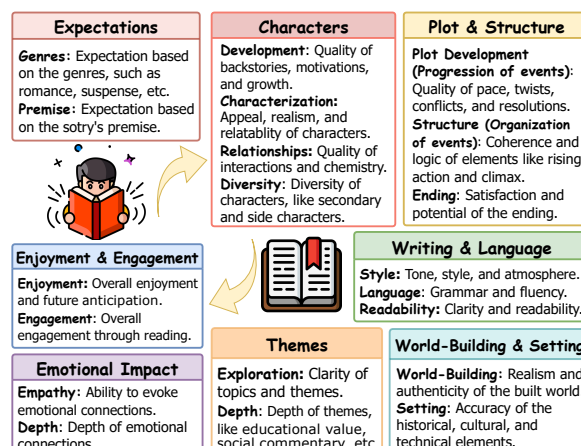 Expectations
Genres: Expectation based
on the genres, such as
romance, suspense, etc.
Premise: Expectation based
on the sotry's premise.
Characters
Development: Quality of
backstories, motivations,
and growth.
Characterization:
Appeal, realism, and
relatablity of characters.
Relationships: Quality of
interactions and chemistry.
Diversity: Diversity of
characters, like secondary
and side characters.
Plot & Structure
Plot Development
(Progression of events):
Quality of pace, twists,
conflicts, and resolutions.
Structure (Organization
of events): Coherence and
logic of elements like rising
action and climax.
Ending: Satisfaction and
potential of the ending.
Enjoyment & Engagement
Enjoyment: Overall enjoyment
and future anticipation.
Engagement: Overall
engagement through reading.
Writing & Language
Style: Tone, style, and atmosphere.
Language: Grammar and fluency.
Readability: Clarity and readability.
Emotional Impact
Empathy: Ability to evoke
emotional connections.
Depth: Depth of emotional
connections.
Themes
Exploration: Clarity of
topics and themes.
Depth: Depth of themes,
like educational value,
social commentary, etc
World-Building & Setting
World-Building: Realism and
authenticity of the built world
Setting: Accuracy of the
historical, cultural, and
technical elements.